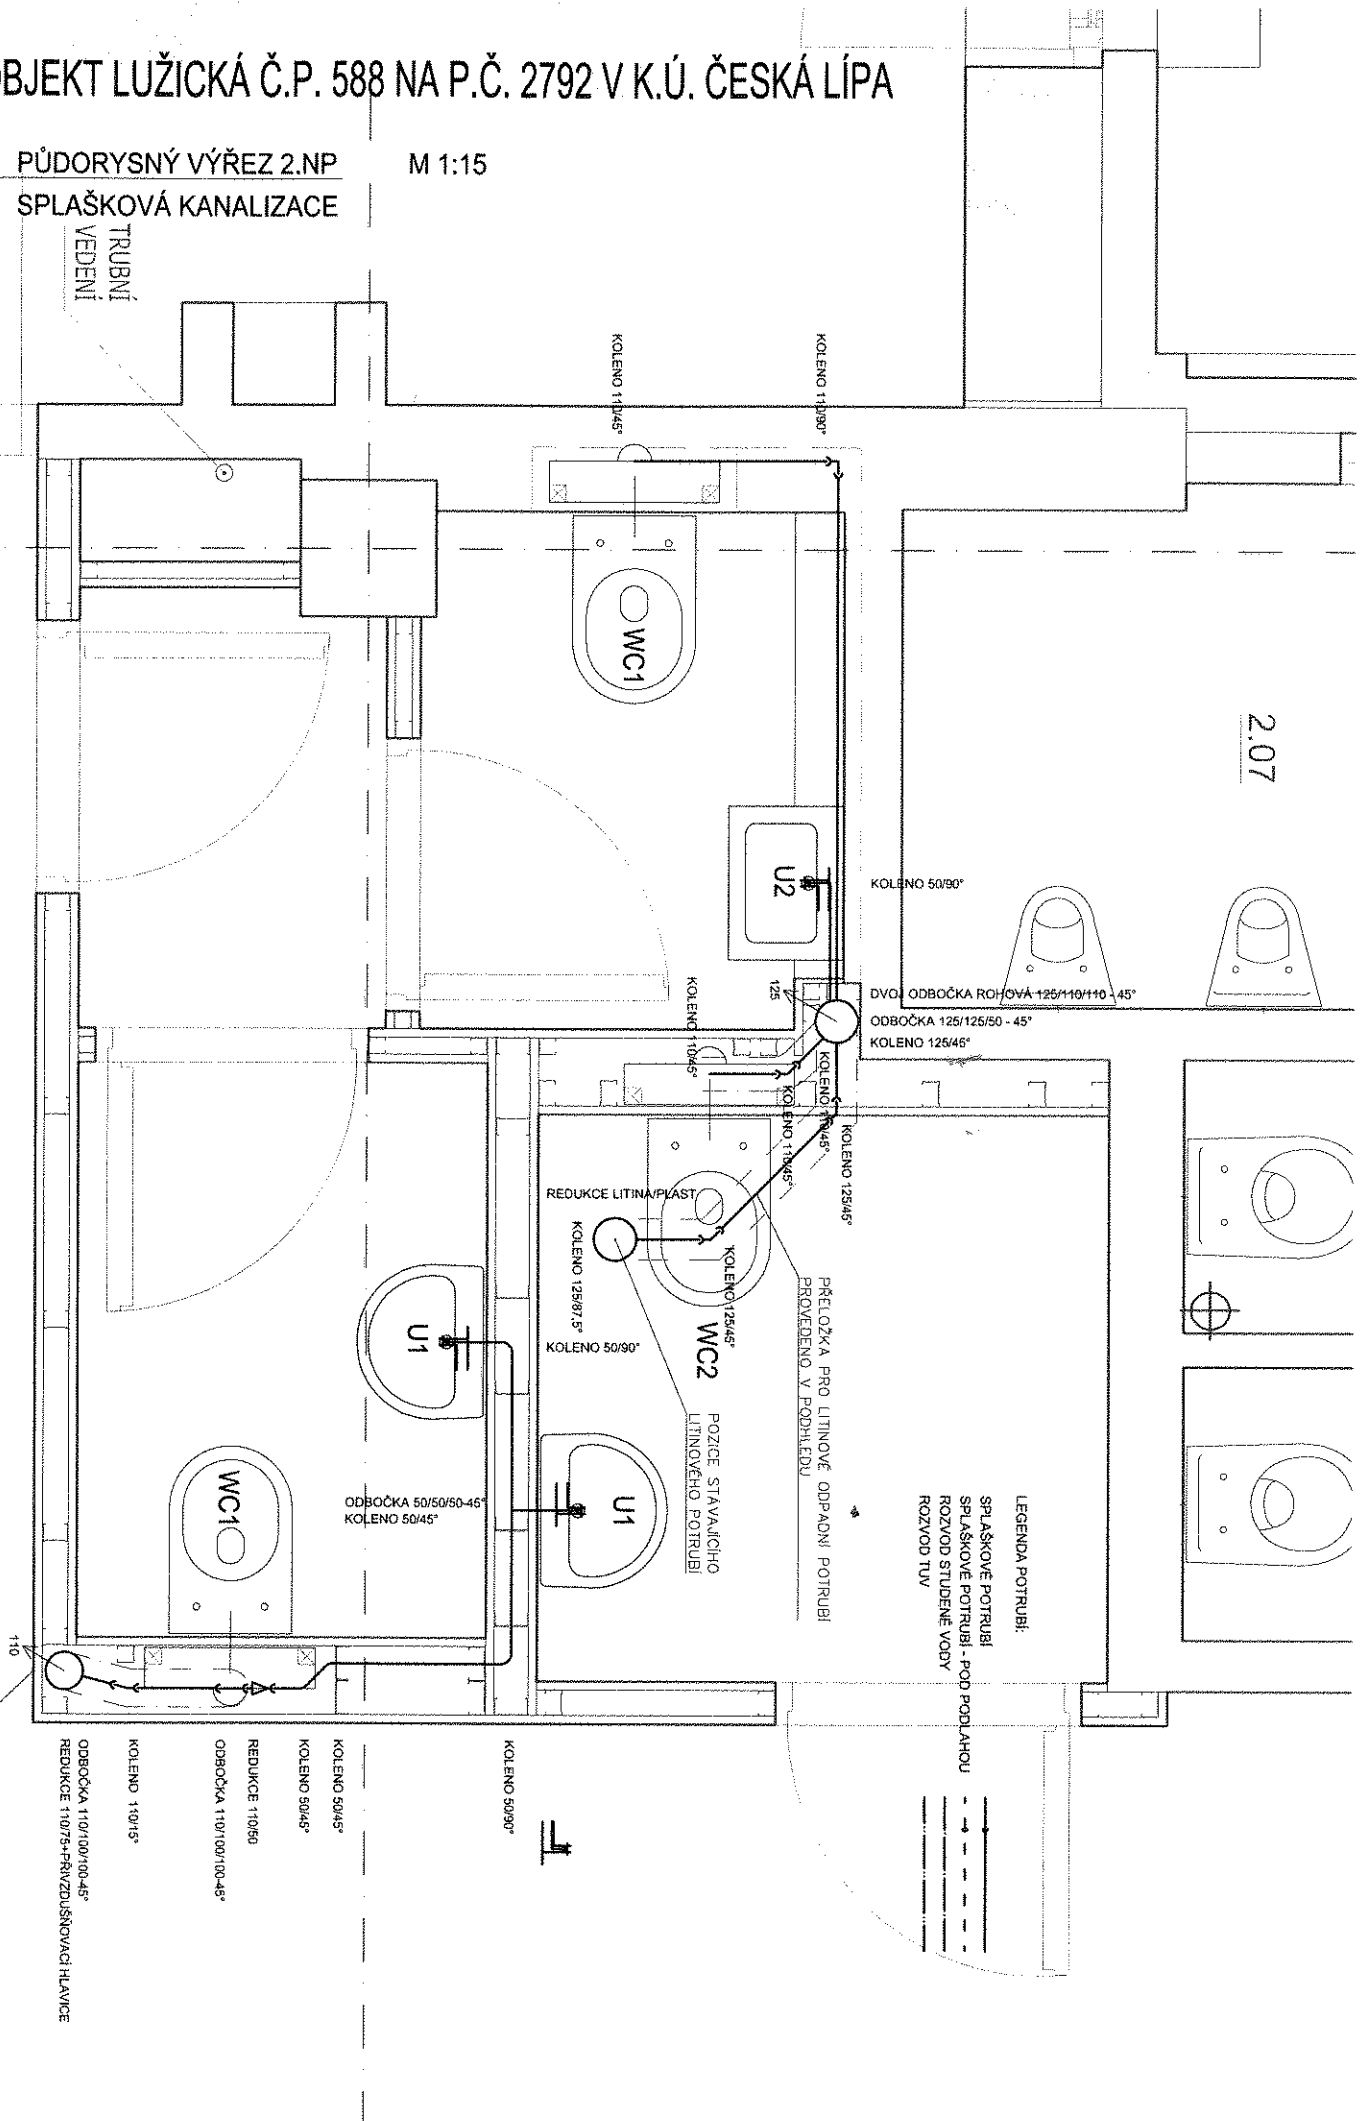 OBJEKT LUŽICKÁ Č.P. 588 NA P.Č. 2792 V K.Ú. ČESKÁ LÍPA
PŮDORYSNÝ VÝŘEZ 2.NP M 1:15
SPLAŠKOVÁ KANALIZACE
TRUBNÍ
VEDENÍ
KOLENO 110/45°
KOLENO 110/90°
WC1
2.07
U2
KOLENO 50/90°
125
DVOJ ODBOČKA ROHOVÁ 125/110/110 - 45°
ODBOČKA 125/125/50 - 45°
KOLENO 125/45°
KOLENO 110/45°
KOLENO 110/45°
KOLENO 110/45°
KOLENO 125/45°
REDUKCE LITINA/PLAST
KOLENO 125/87,5°
KOLENO 125/45°
KOLENO 50/90°
WC2
PŘELOŽKA PRO LITINOVÉ ODPADNÍ POTRUBÍ
PROVEDENO V PODHLEDU
POZICE STÁVAJÍCÍHO
LITINOVÉHO POTRUBÍ
U1
U1
WC1
ODBOČKA 50/50/50-45°
KOLENO 50/45°
LEGENDA POTRUBÍ:
SPLAŠKOVÉ POTRUBÍ
SPLAŠKOVÉ POTRUBÍ - POD PODLAHOU
ROZVOD STUDENÉ VODY
ROZVOD TUV
110
KOLENO 50/90°
KOLENO 50/45°
KOLENO 50/45°
REDUKCE 110/50
ODBOČKA 110/100/100-45°
KOLENO 110/15°
ODBOČKA 110/100/100-45°
REDUKCE 110/75+PŘIVZDUŠŇOVACÍ HLAVICE